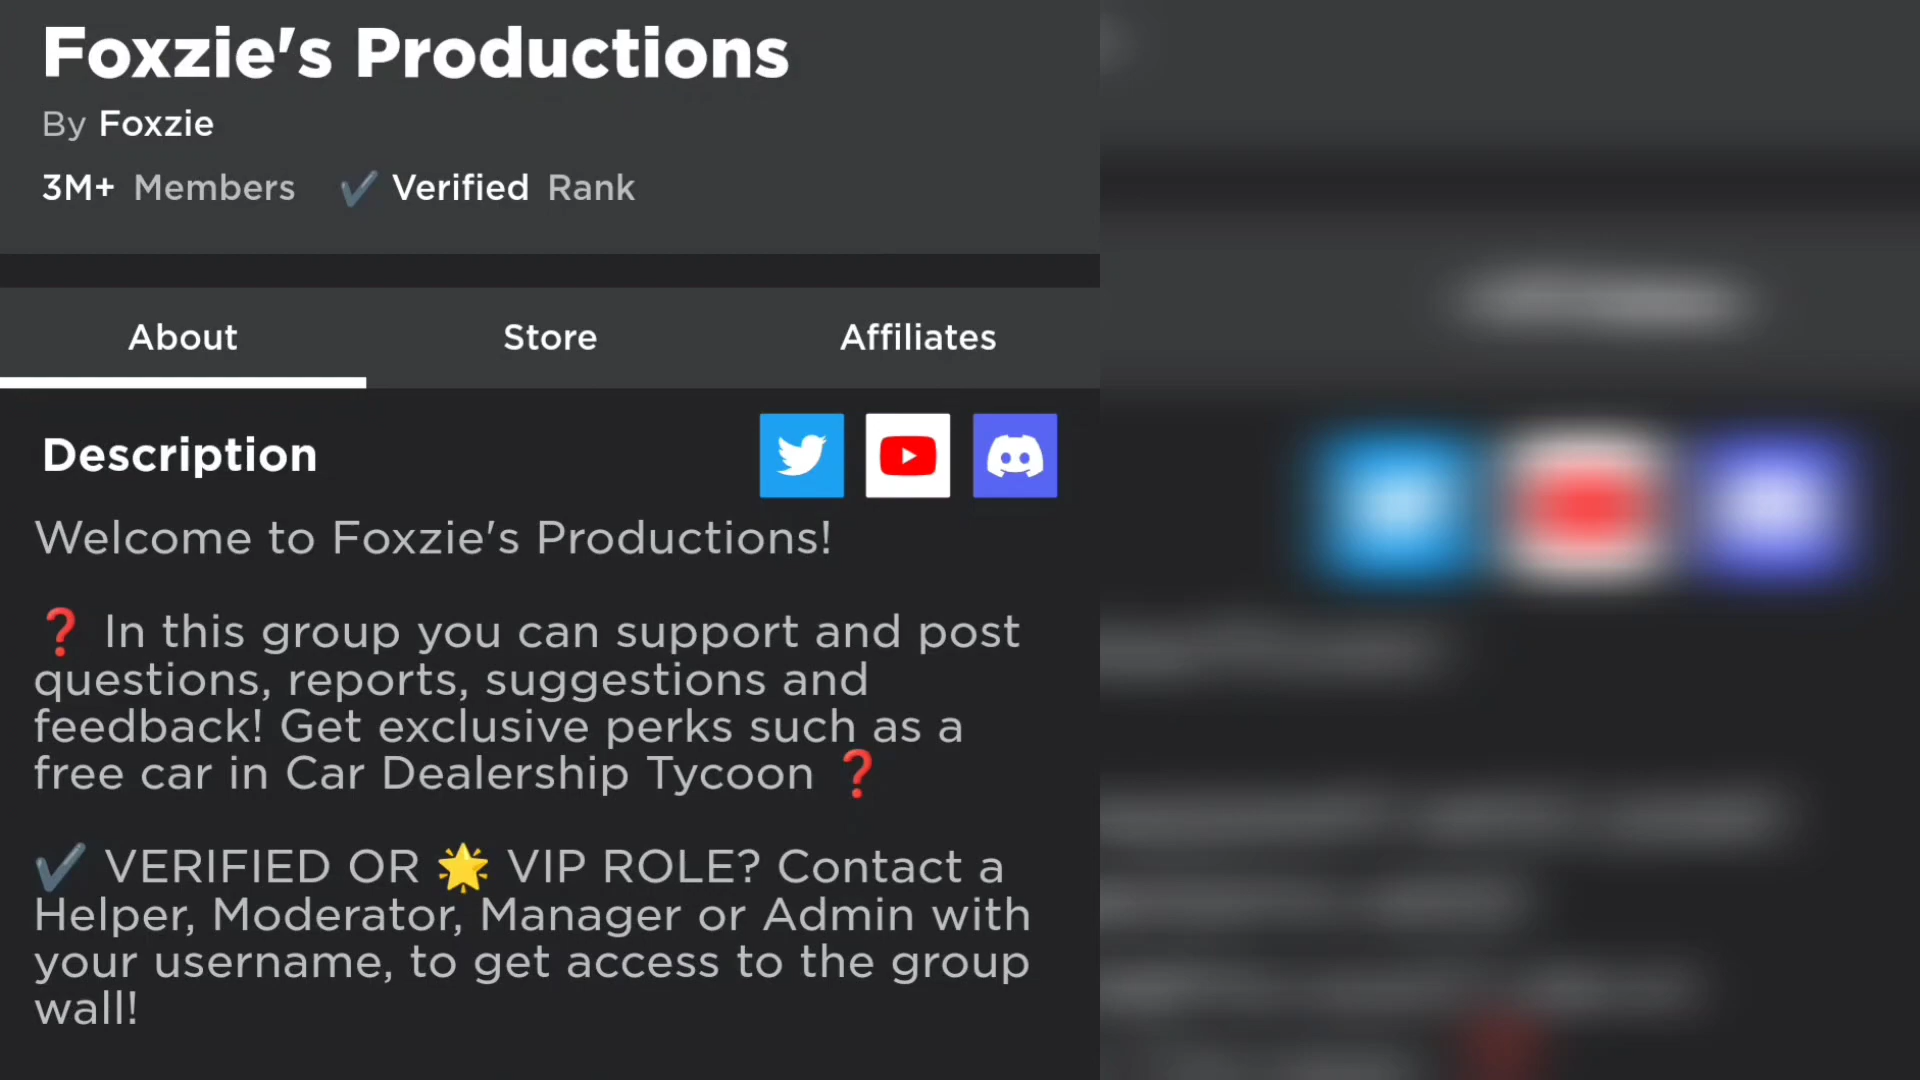 Foxzie's Productions
By Foxzie
3M+ Members ✔️ Verified Rank
About Store Affiliates
Description
Welcome to Foxzie's Productions!
❓ In this group you can support and post
questions, reports, suggestions and
feedback! Get exclusive perks such as a
free car in Car Dealership Tycoon ❓
✔️ VERIFIED OR 🌟 VIP ROLE? Contact a
Helper, Moderator, Manager or Admin with
your username, to get access to the group
wall!